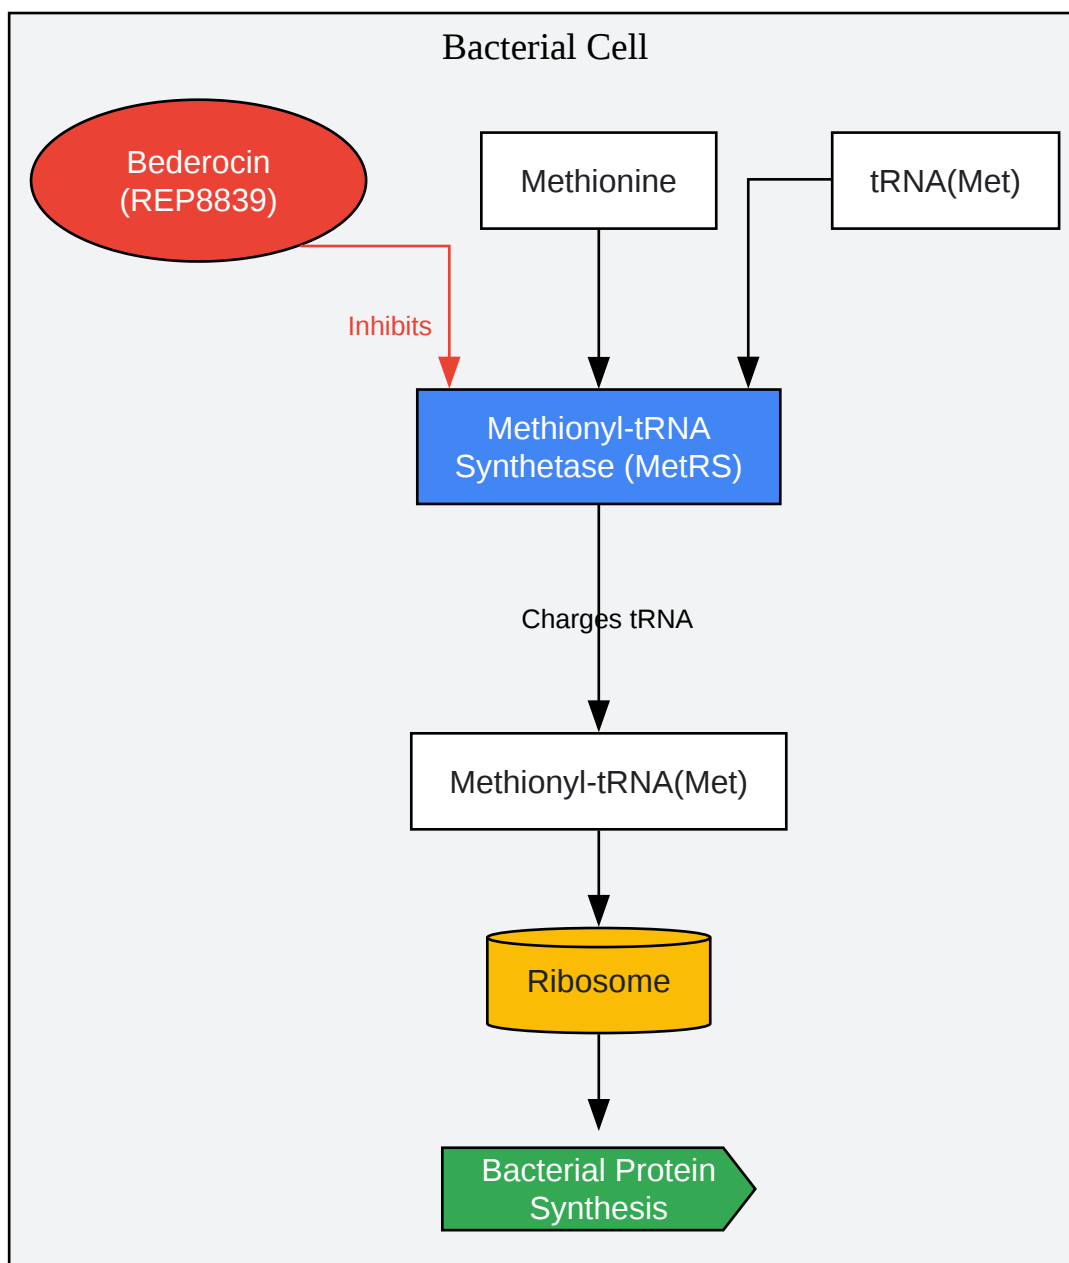 Bacterial Cell
Bederocin
(REP8839)
Methionine
tRNA(Met)
Inhibits
Methionyl-tRNA
Synthetase (MetRS)
Charges tRNA
Methionyl-tRNA(Met)
Ribosome
Bacterial Protein
Synthesis